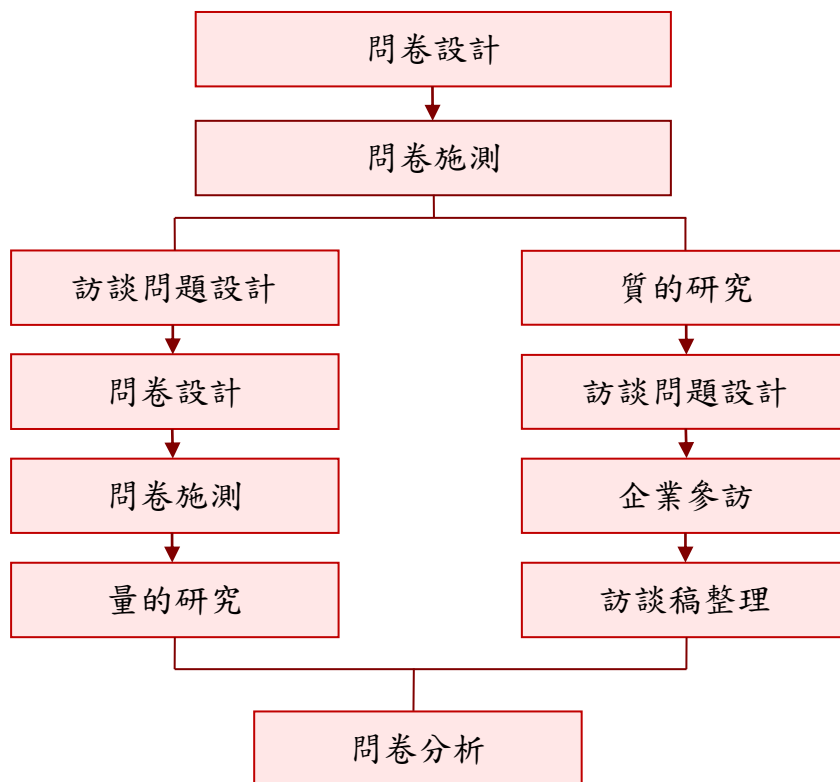 問卷設計
問卷施測
訪談問題設計
問卷設計
問卷施測
量的研究
質的研究
訪談問題設計
企業參訪
訪談稿整理
問卷分析